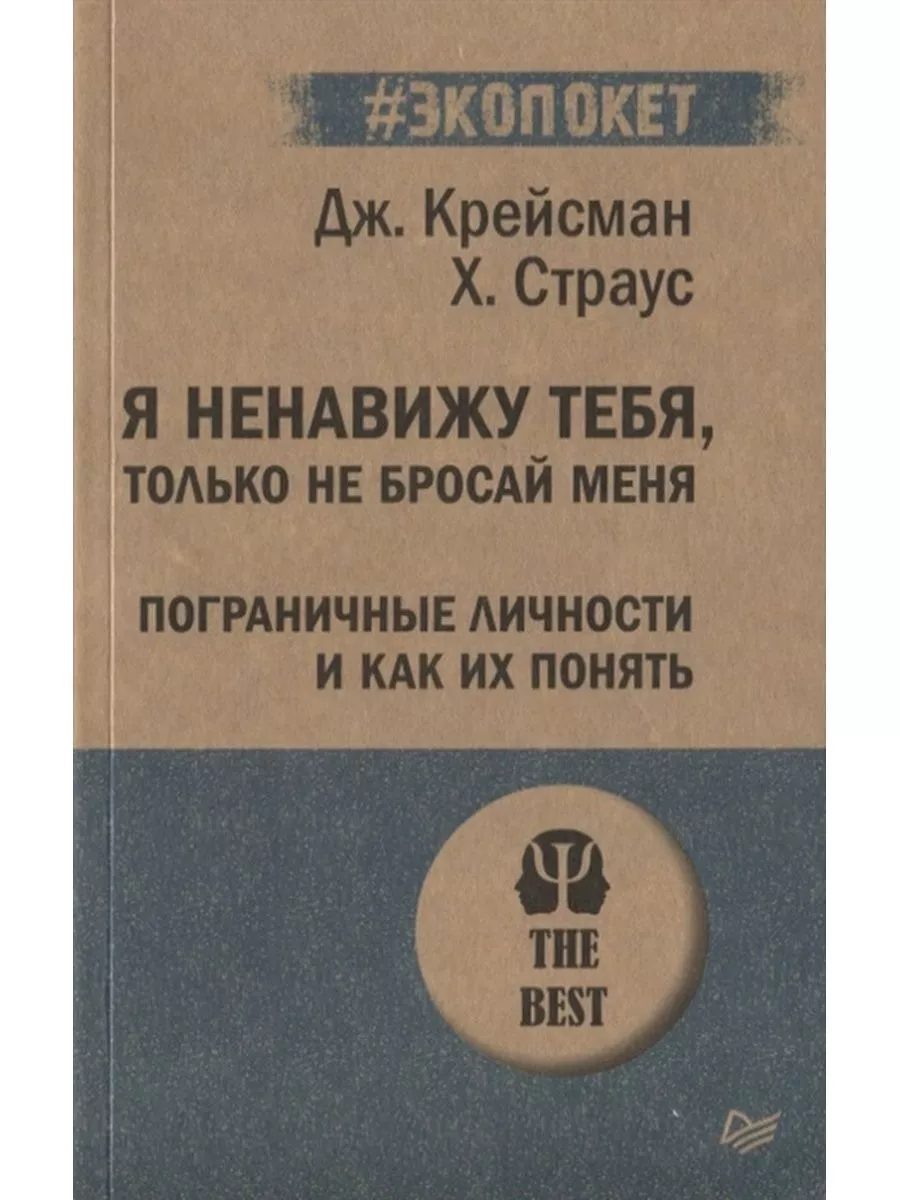 #ЭКОПОКЕТ
Дж. Крейсман
Х. Страус
Я НЕНАВИЖУ ТЕБЯ,
ТОЛЬКО НЕ БРОСАЙ МЕНЯ
ПОГРАНИЧНЫЕ ЛИЧНОСТИ
И КАК ИХ ПОНЯТЬ
Ψ
THE
BEST